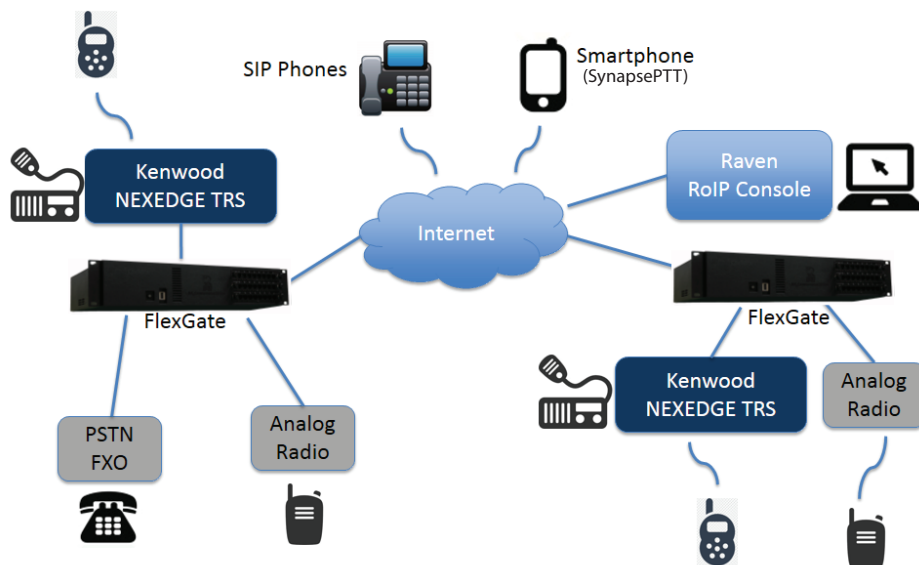 SIP Phones
Smartphone
(SynapsePTT)
Kenwood
NEXEDGE TRS
Raven
RoIP Console
Internet
FlexGate
FlexGate
Kenwood
NEXEDGE TRS
Analog
Radio
PSTN
FXO
Analog
Radio